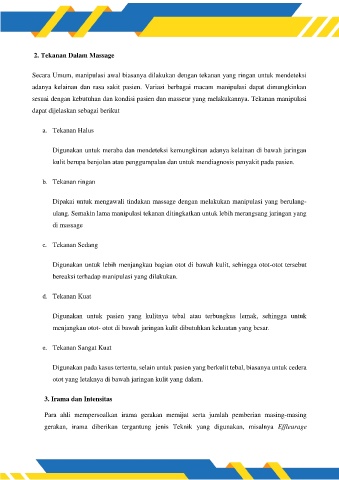 2. Tekanan Dalam Massage
Secara Umum, manipulasi awal biasanya dilakukan dengan tekanan yang ringan untuk mendeteksi
adanya kelainan dan rasa sakit pasien. Variasi berbagai macam manipulasi dapat dimungkinkan
sesuai dengan kebutuhan dan kondisi pasien dan masseur yang melakukannya. Tekanan manipulasi
dapat dijelaskan sebagai berikut
a. Tekanan Halus
Digunakan untuk meraba dan mendeteksi kemungkinan adanya kelainan di bawah jaringan
kulit berupa benjolan atau penggumpalan dan untuk mendiagnosis penyakit pada pasien.
b. Tekanan ringan
Dipakai untuk mengawali tindakan massage dengan melakukan manipulasi yang berulang-
ulang. Semakin lama manipulasi tekanan ditingkatkan untuk lebih merangsang jaringan yang
di massage
c. Tekanan Sedang
Digunakan untuk lebih menjangkau bagian otot di bawah kulit, sehingga otot-otot tersebut
bereaksi terhadap manipulasi yang dilakukan.
d. Tekanan Kuat
Digunakan untuk pasien yang kulitnya tebal atau terbungkus lemak, sehingga untuk
menjangkau otot- otot di bawah jaringan kulit dibutuhkan kekuatan yang besar.
e. Tekanan Sangat Kuat
Digunakan pada kasus tertentu, selain untuk pasien yang berkulit tebal, biasanya untuk cedera
otot yang letaknya di bawah jaringan kulit yang dalam.
3. Irama dan Intensitas
Para ahli mempersoalkan irama gerakan memijat serta jumlah pemberian masing-masing
gerakan, irama diberikan tergantung jenis Teknik yang digunakan, misalnya Effleurage